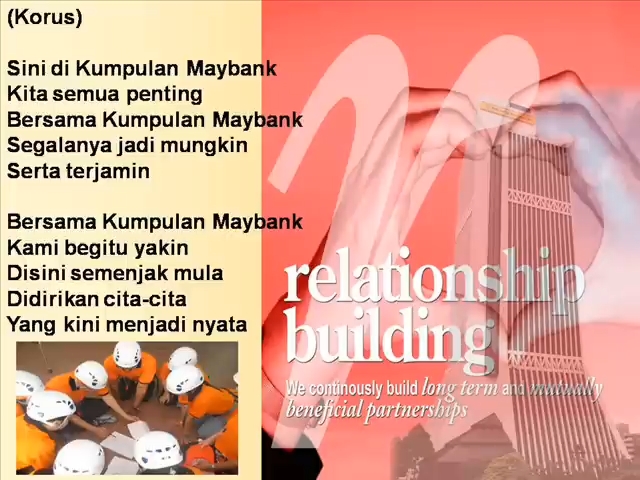 (Korus)
Sini di Kumpulan Maybank
Kita semua penting
Bersama Kumpulan Maybank
Segalanya jadi mungkin
Serta terjamin
Bersama Kumpulan Maybank
Kami begitu yakin
Disini semenjak mula
Didirikan cita-cita
Yang kini menjadi nyata
relationship
building
We continously build long term and mutually
beneficial partnerships